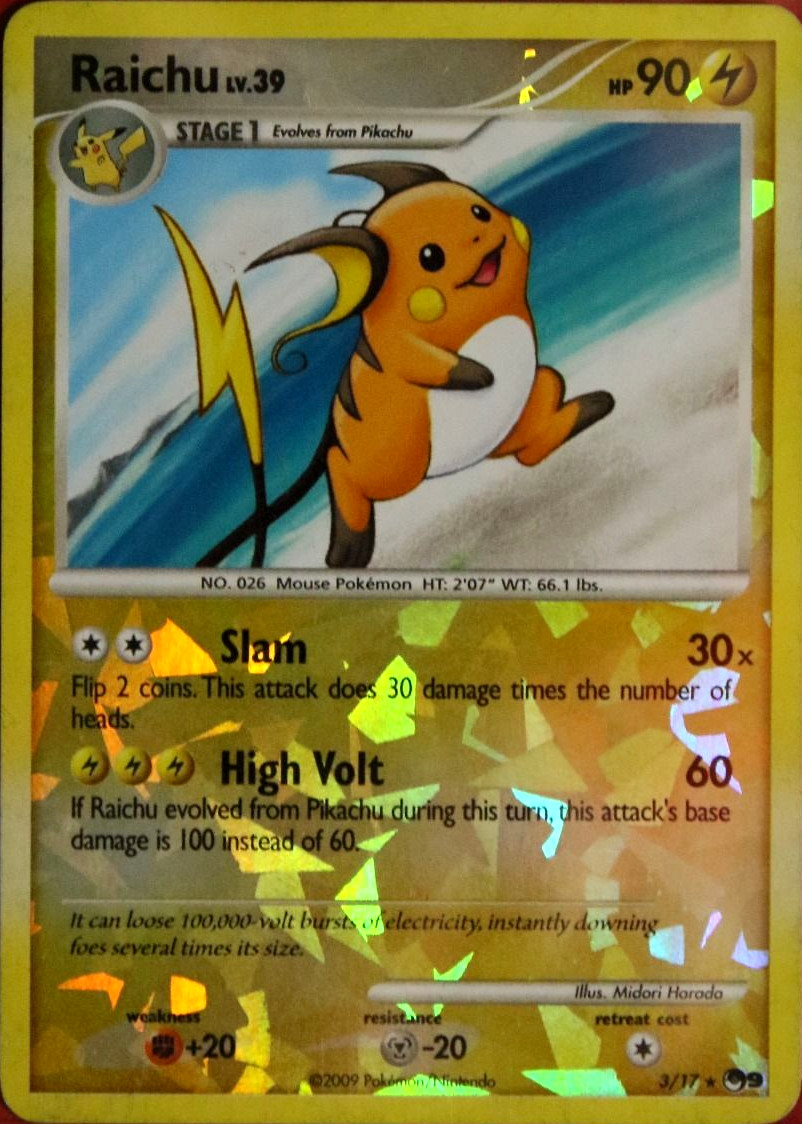 Raichu LV.39 HP 90
STAGE 1 Evolves from Pikachu
NO. 026 Mouse Pokémon HT: 2'07" WT: 66.1 lbs.
Slam 30x
Flip 2 coins. This attack does 30 damage times the number of
heads.
High Volt 60
If Raichu evolved from Pikachu during this turn, this attack's base
damage is 100 instead of 60.
It can loose 100,000-volt bursts of electricity, instantly downing
foes several times its size.
Illus. Midori Harada
weakness resistance retreat cost
+20 -20
©2009 Pokémon/Nintendo 3/17 ★ 9